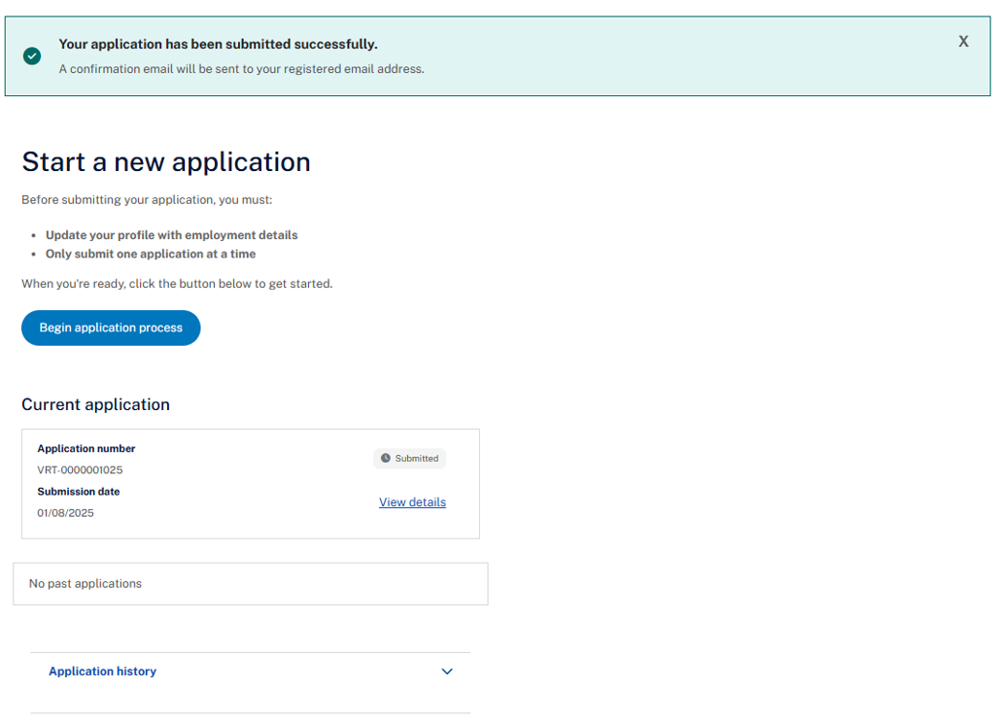 Your application has been submitted successfully.
X
A confirmation email will be sent to your registered email address.
Start a new application
Before submitting your application, you must:
• Update your profile with employment details
• Only submit one application at a time
When you're ready, click the button below to get started.
Begin application process
Current application
Application number
VRT-0000001025
Submitted
Submission date
01/08/2025
View details
No past applications
Application history